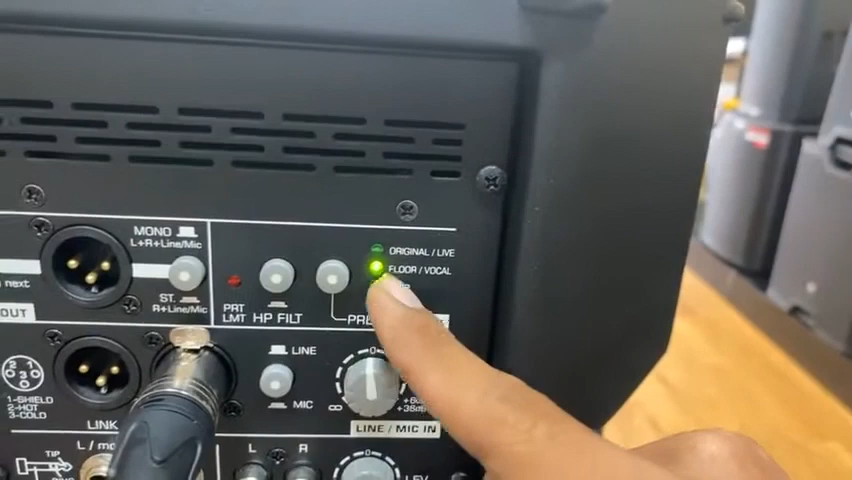 MONO
L+R+Line/Mic
ORIGINAL / LIVE
FLOOR / VOCAL
next
ST.
R+Line/Mic
PRT
LMT
HP FILT
OUT
LINE
MIC
1-SHIELD
2-HOT
3-COLD
LINK
∞
LINE / MIC IN
TIP
L
R
LEV